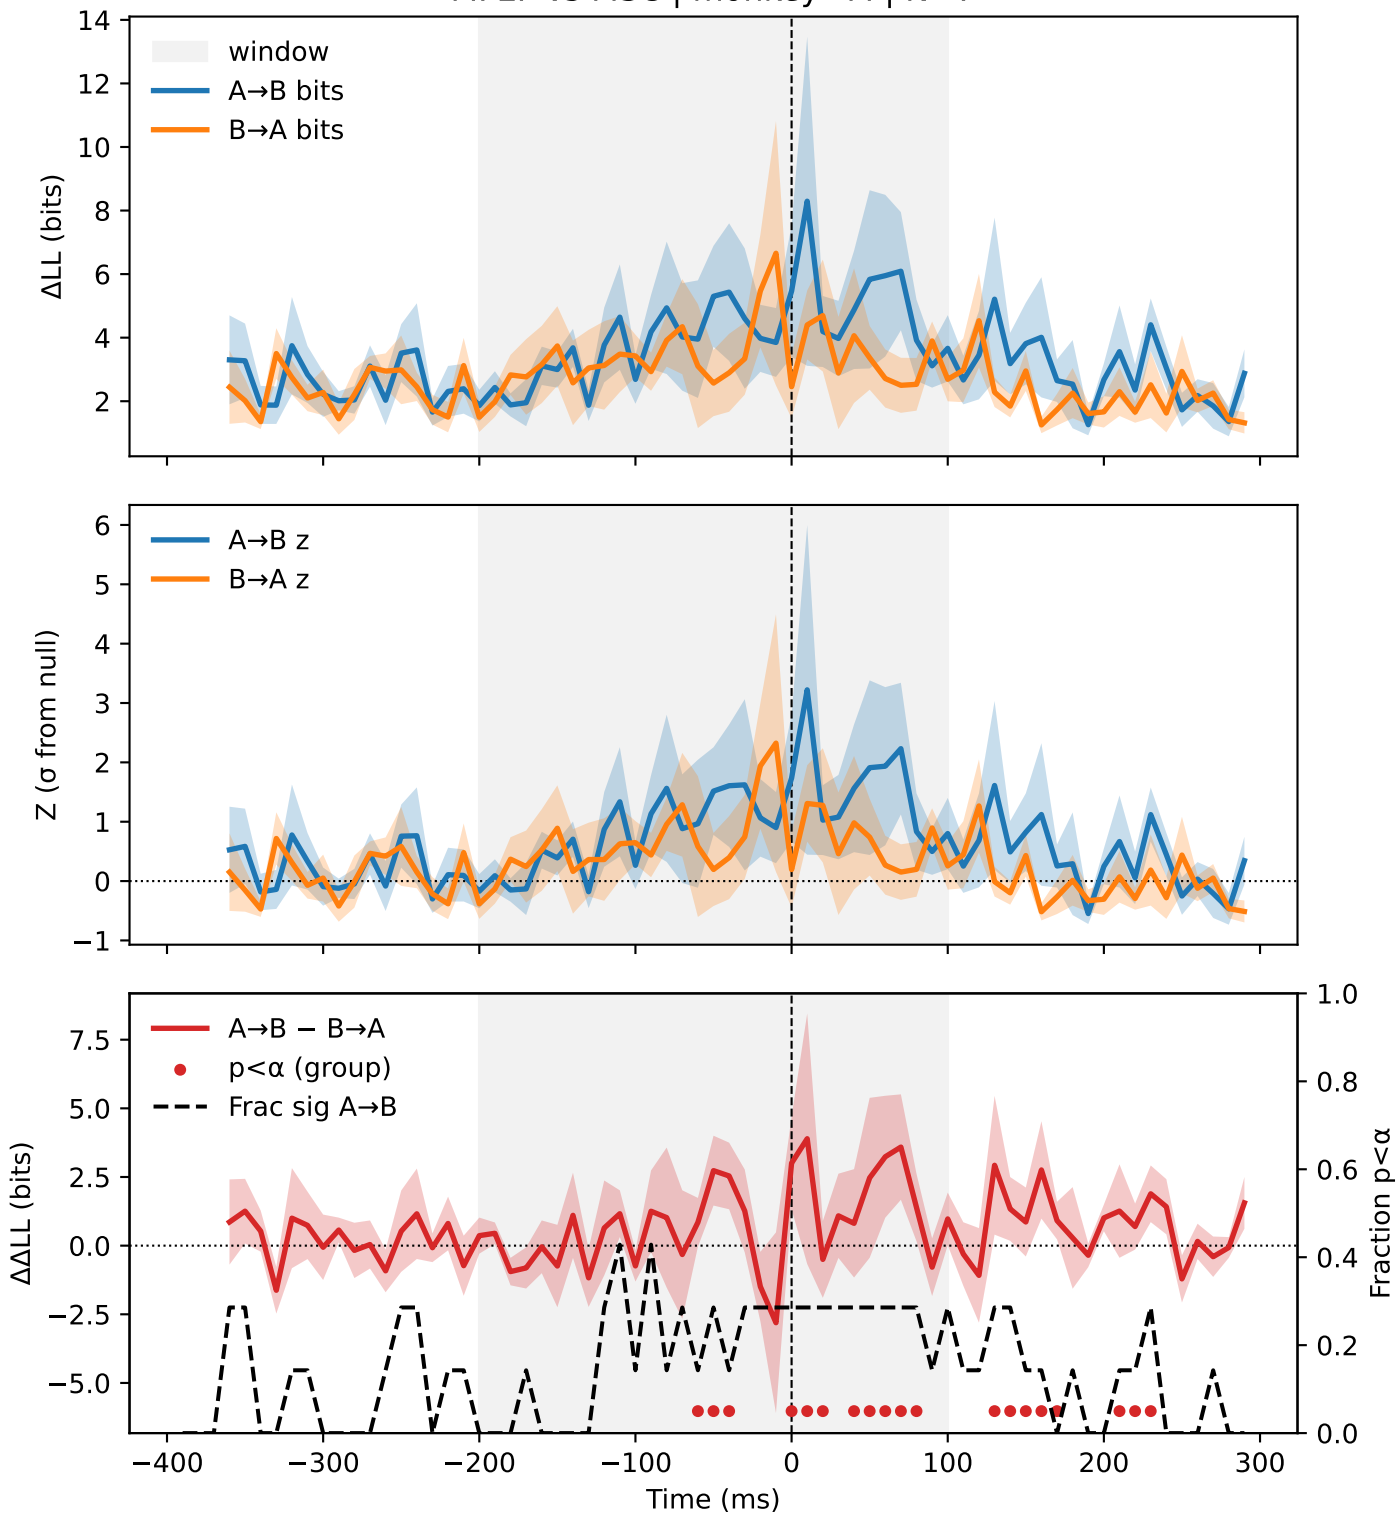 window
A→B bits
B→A bits
14
12
10
8
6
4
2
ΔLL (bits)
A→B z
B→A z
6
5
4
3
2
1
0
−1
Z (σ from null)
A→B − B→A
p<α (group)
Frac sig A→B
7.5
5.0
2.5
0.0
−2.5
−5.0
ΔΔLL (bits)
1.0
0.8
0.6
0.4
0.2
0.0
Fraction p<α
−400 −300 −200 −100 0 100 200 300
Time (ms)